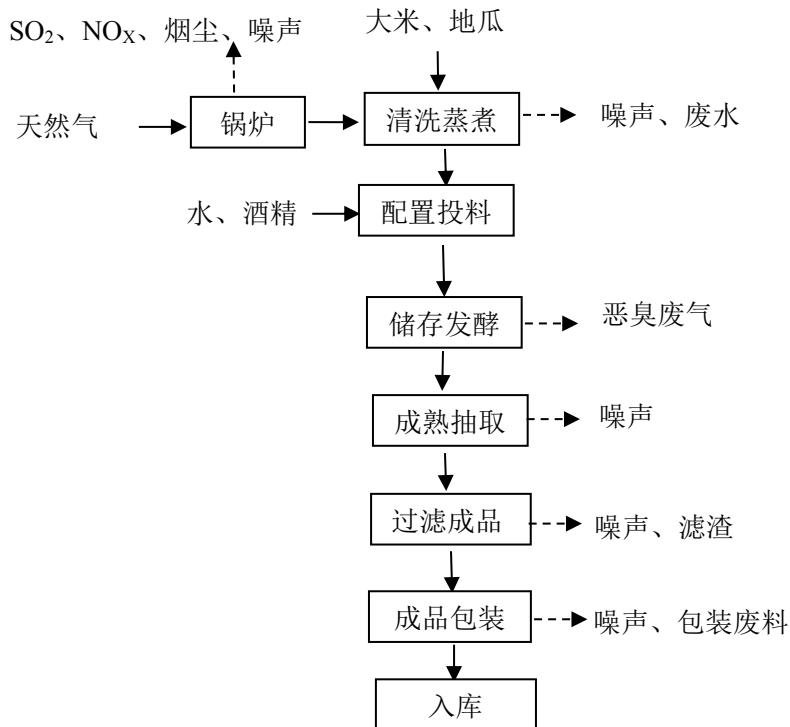 SO₂、NOₓ、烟尘、噪声
大米、地瓜
天然气
锅炉
清洗蒸煮
噪声、废水
水、酒精
配置投料
储存发酵
恶臭废气
成熟抽取
噪声
过滤成品
噪声、滤渣
成品包装
噪声、包装废料
入库